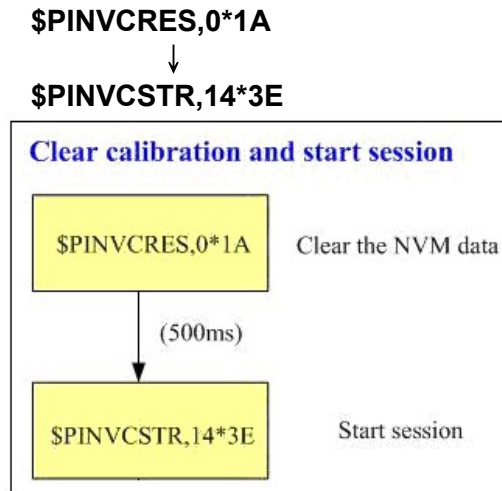 $PINVCRES,0*1A
↓
$PINVCSTR,14*3E
Clear calibration and start session
$PINVCRES,0*1A Clear the NVM data
(500ms)
$PINVCSTR,14*3E Start session